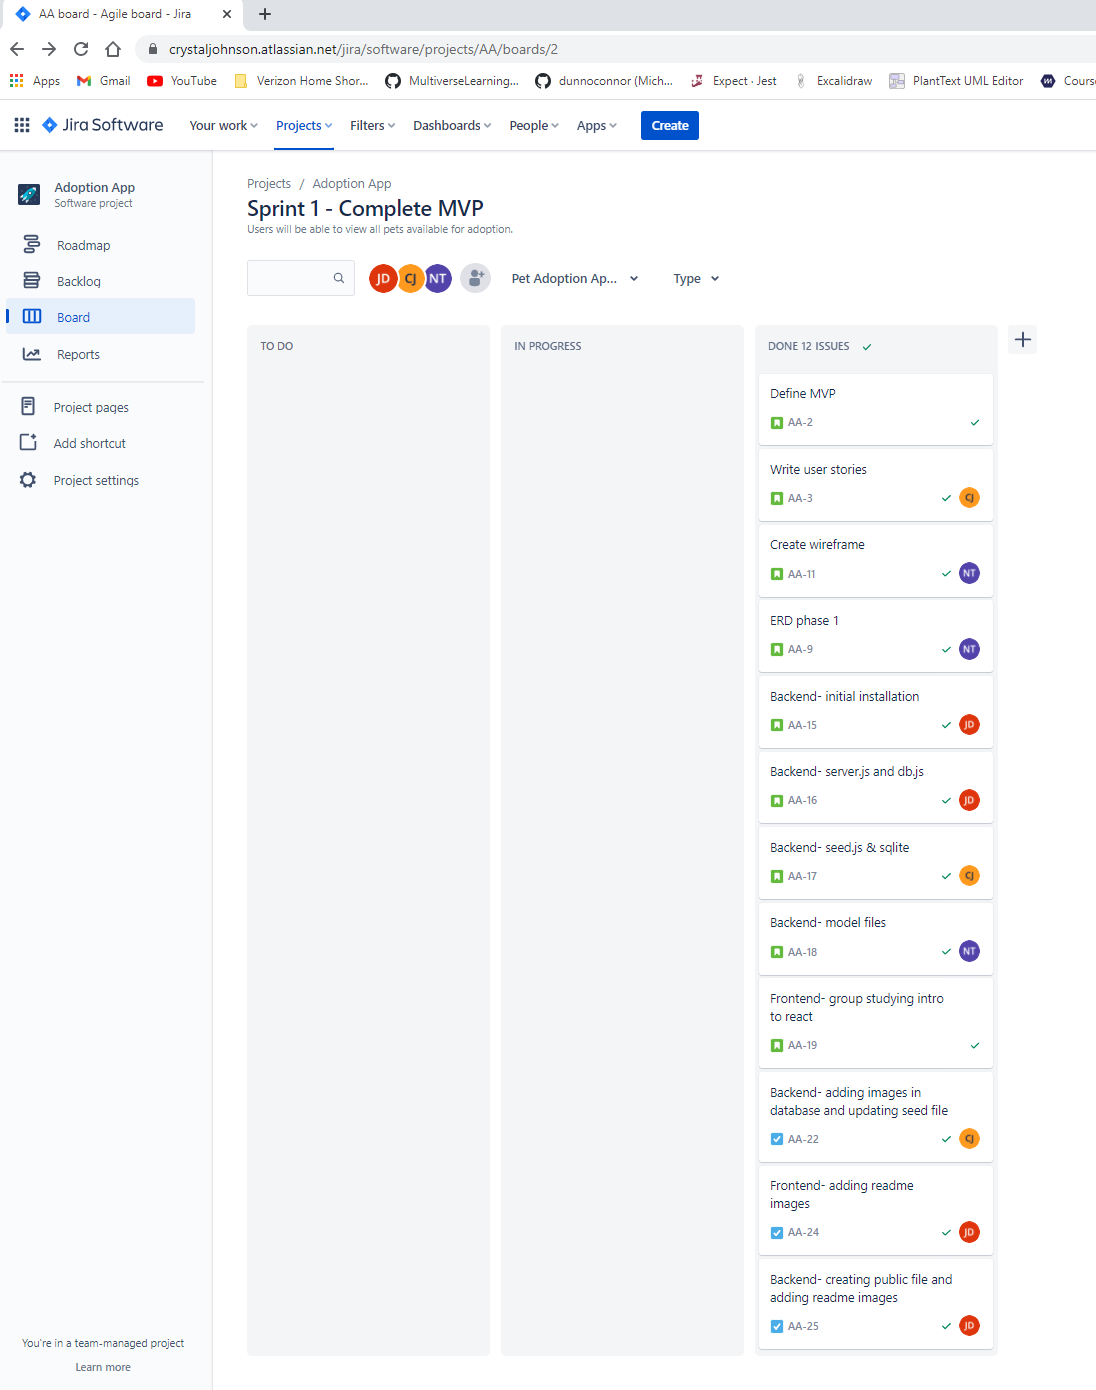 AA board - Agile board - Jira
crystaljohnson.atlassian.net/jira/software/projects/AA/boards/2
Apps Gmail YouTube Verizon Home Shor... MultiverseLearning... dunnoconnor (Mich... Expect · Jest Excalidraw PlantText UML Editor Cours
Jira Software Your work Projects Filters Dashboards People Apps Create
Adoption App
Software project
Roadmap
Backlog
Board
Reports
Project pages
Add shortcut
Project settings
You're in a team-managed project
Learn more
Projects / Adoption App
Sprint 1 - Complete MVP
Users will be able to view all pets available for adoption.
JD CJ NT Pet Adoption Ap... Type
TO DO
IN PROGRESS
DONE 12 ISSUES
Define MVP
AA-2
Write user stories
AA-3 CJ
Create wireframe
AA-11 NT
ERD phase 1
AA-9 NT
Backend- initial installation
AA-15 JD
Backend- server.js and db.js
AA-16 JD
Backend- seed.js & sqlite
AA-17 CJ
Backend- model files
AA-18 NT
Frontend- group studying intro
to react
AA-19
Backend- adding images in
database and updating seed file
AA-22 CJ
Frontend- adding readme
images
AA-24 JD
Backend- creating public file and
adding readme images
AA-25 JD